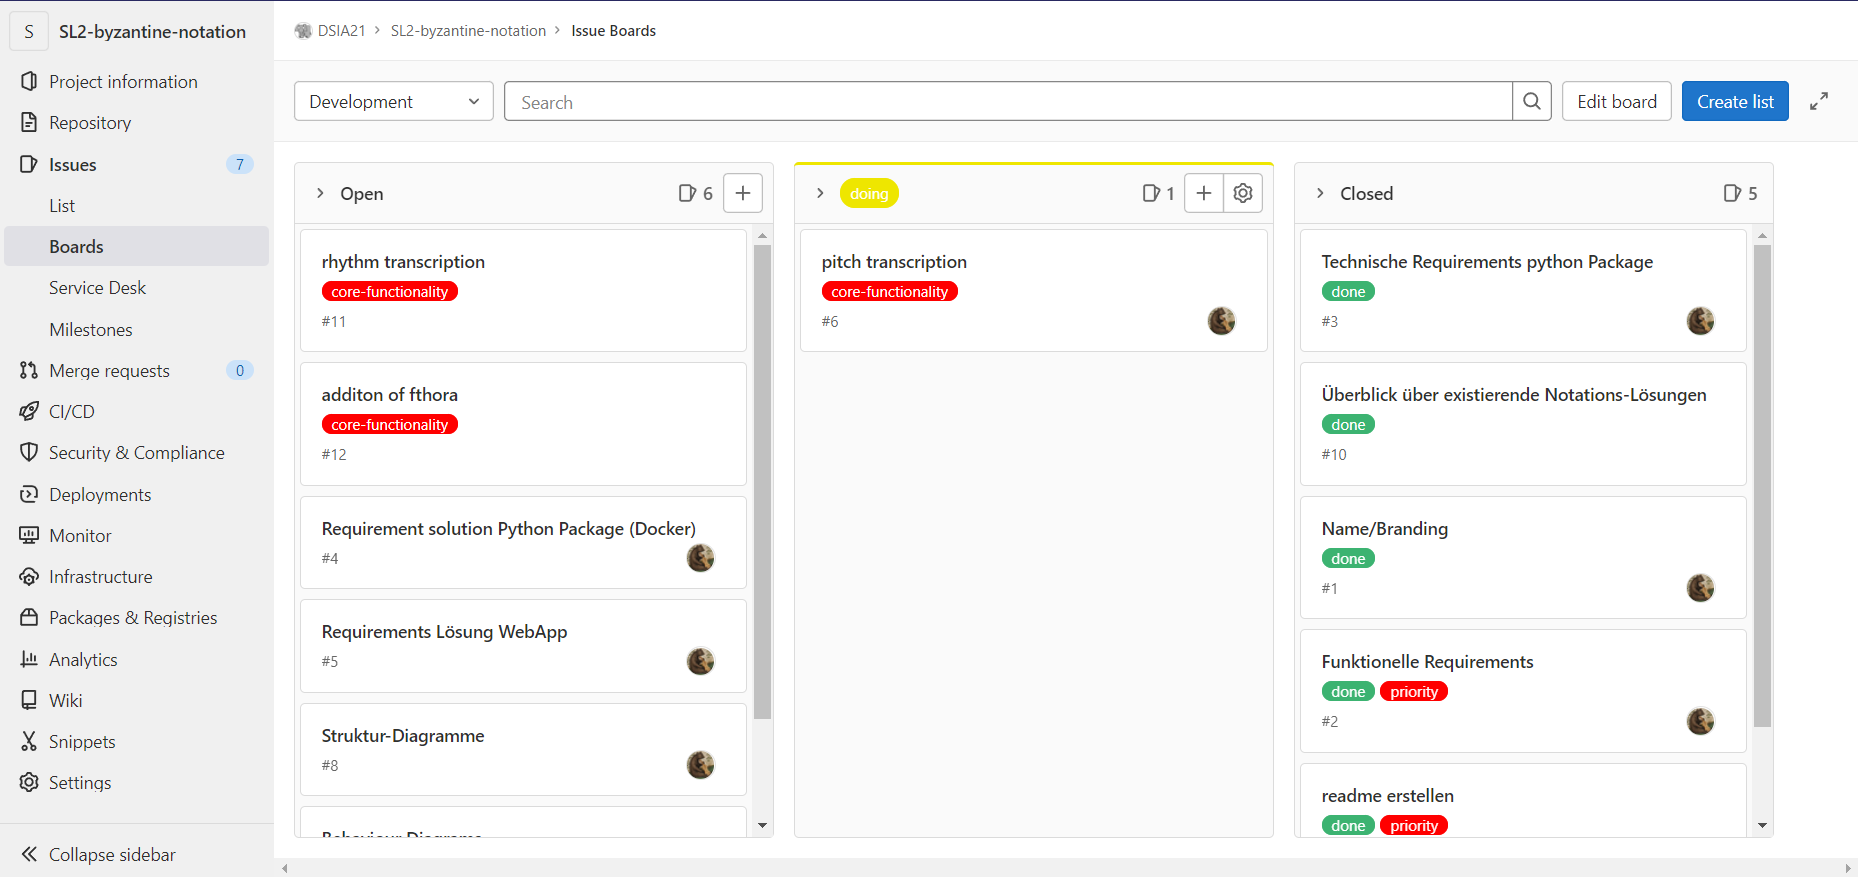 S SL2-byzantine-notation
Project information
Repository
Issues 7
List
Boards
Service Desk
Milestones
Merge requests 0
CI/CD
Security & Compliance
Deployments
Monitor
Infrastructure
Packages & Registries
Analytics
Wiki
Snippets
Settings
Collapse sidebar
DSIA21 > SL2-byzantine-notation > Issue Boards
Development Search Edit board Create list
Open 6
rhythm transcription
core-functionality
#11
additon of fthora
core-functionality
#12
Requirement solution Python Package (Docker)
#4
Requirements Lösung WebApp
#5
Struktur-Diagramme
#8
doing 1
pitch transcription
core-functionality
#6
Closed 5
Technische Requirements python Package
done
#3
Überblick über existierende Notations-Lösungen
done
#10
Name/Branding
done
#1
Funktionelle Requirements
done priority
#2
readme erstellen
done priority